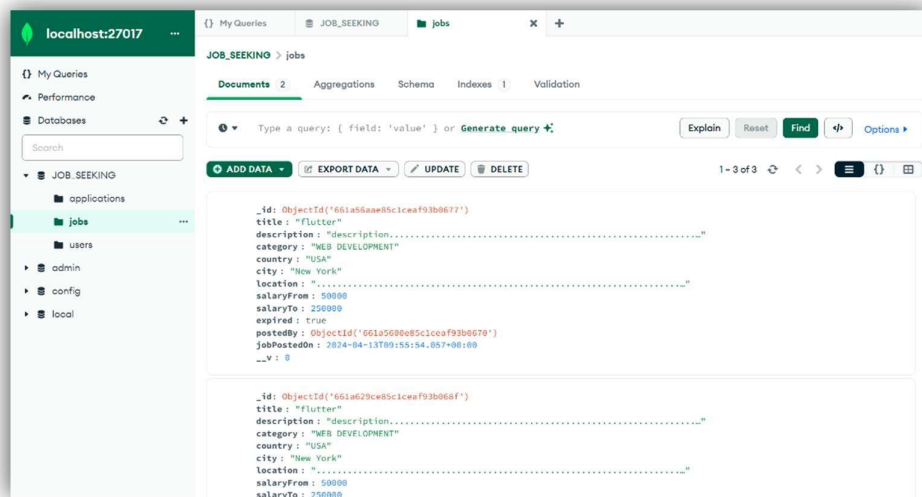 localhost:27017 ...
{} My Queries
JOB_SEEKING
jobs
JOB_SEEKING > jobs
My Queries
Performance
Databases
Search
JOB_SEEKING
applications
jobs ...
users
admin
config
local
Documents 2 Aggregations Schema Indexes 1 Validation
Type a query: { field: 'value' } or Generate query
Explain Reset Find </> Options
ADD DATA EXPORT DATA UPDATE DELETE
1 – 3 of 3 {}
_id: ObjectId('661a56aae85c1ceaf93b0677')
title : "flutter"
description : "description................................................................…"
category : "WEB DEVELOPMENT"
country : "USA"
city : "New York"
location : "...........................................................................…"
salaryFrom : 50000
salaryTo : 250000
expired : true
postedBy : ObjectId('661a5600e85c1ceaf93b0670')
jobPostedOn : 2024-04-13T09:55:54.857+00:00
__v : 0
_id: ObjectId('661a629ce85c1ceaf93b068f')
title : "flutter"
description : "description................................................................…"
category : "WEB DEVELOPMENT"
country : "USA"
city : "New York"
location : "...........................................................................…"
salaryFrom : 50000
salaryTo : 250000